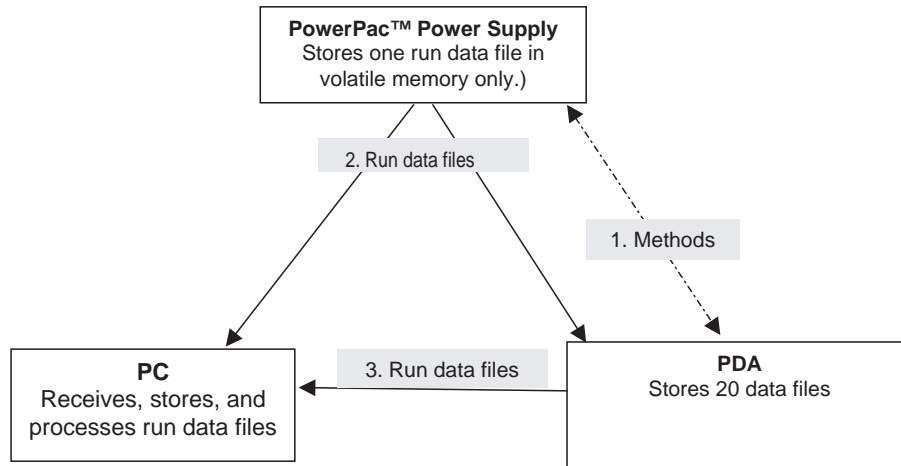 PowerPac™ Power Supply
Stores one run data file in
volatile memory only.)
2. Run data files
1. Methods
3. Run data files
PC
Receives, stores, and
processes run data files
PDA
Stores 20 data files